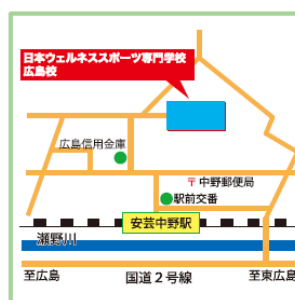 日本ウェルネススポーツ専門学校
広島校
広島信用金庫
〒中野郵便局
駅前交番
安芸中野駅
瀬野川
至広島
国道２号線
至東広島